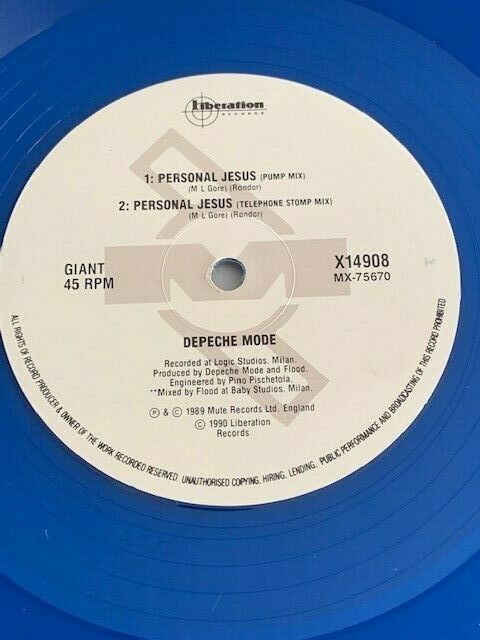 Liberation
RECORDS
1: PERSONAL JESUS (PUMP MIX)
(M L Gore) (Rondor)
2: PERSONAL JESUS (TELEPHONE STOMP MIX)
(M L Gore) (Rondor)
GIANT
45 RPM
X14908
MX-75670
DEPECHE MODE
Recorded at Logic Studios, Milan.
Produced by Depeche Mode and Flood.
Engineered by Pino Pischetola.
**Mixed by Flood at Baby Studios. Milan.
℗ & © 1989 Mute Records Ltd. England
© 1990 Liberation
Records
ALL RIGHTS OF RECORD PRODUCER & OWNER OF THE WORK RECORDED RESERVED. UNAUTHORISED COPYING, HIRING, LENDING, PUBLIC PERFORMANCE AND BROADCASTING OF THIS RECORD PROHIBITED